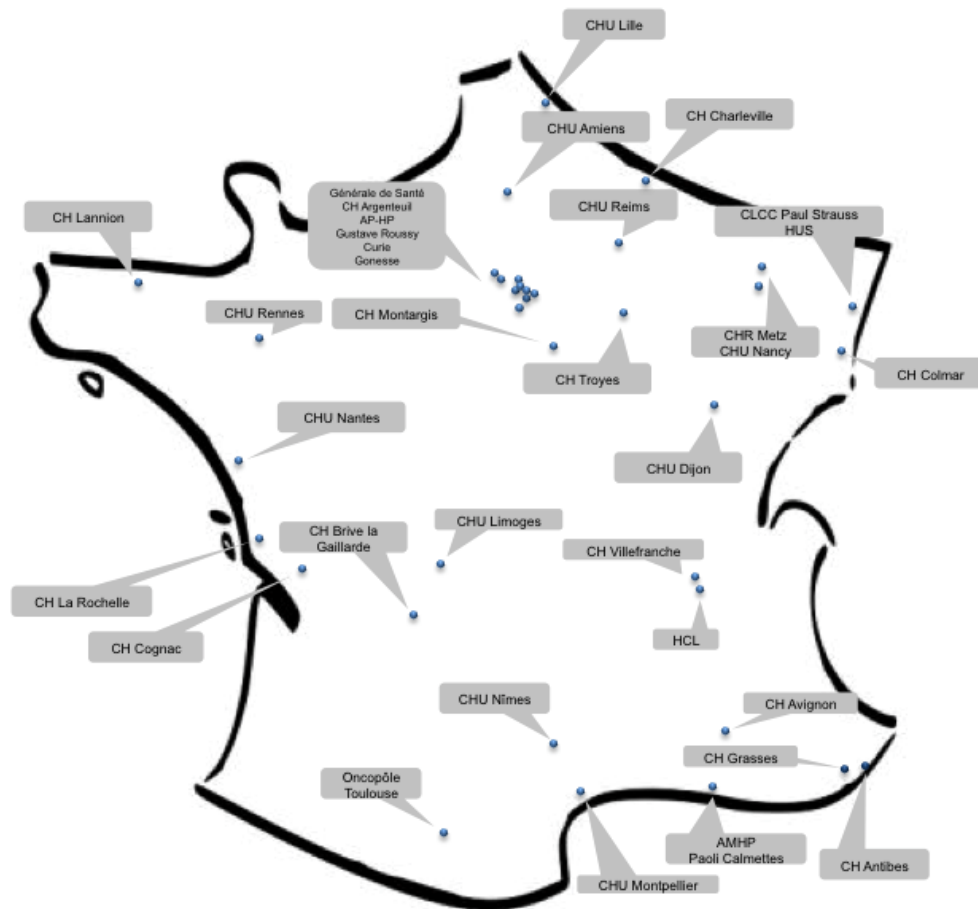 CHU Lille
CHU Amiens
CH Charleville
Générale de Santé
CH Argenteuil
AP-HP
Gustave Roussy
Curie
Gonesse
CHU Reims
CLCC Paul Strauss
HUS
CH Lannion
CHU Rennes
CH Montargis
CHR Metz
CHU Nancy
CH Troyes
CH Colmar
CHU Nantes
CHU Dijon
CH Brive la
Gaillarde
CHU Limoges
CH Villefranche
CH La Rochelle
CH Cognac
HCL
CHU Nîmes
CH Avignon
CH Grasses
Oncopôle
Toulouse
AMHP
Paoli Calmettes
CH Antibes
CHU Montpellier